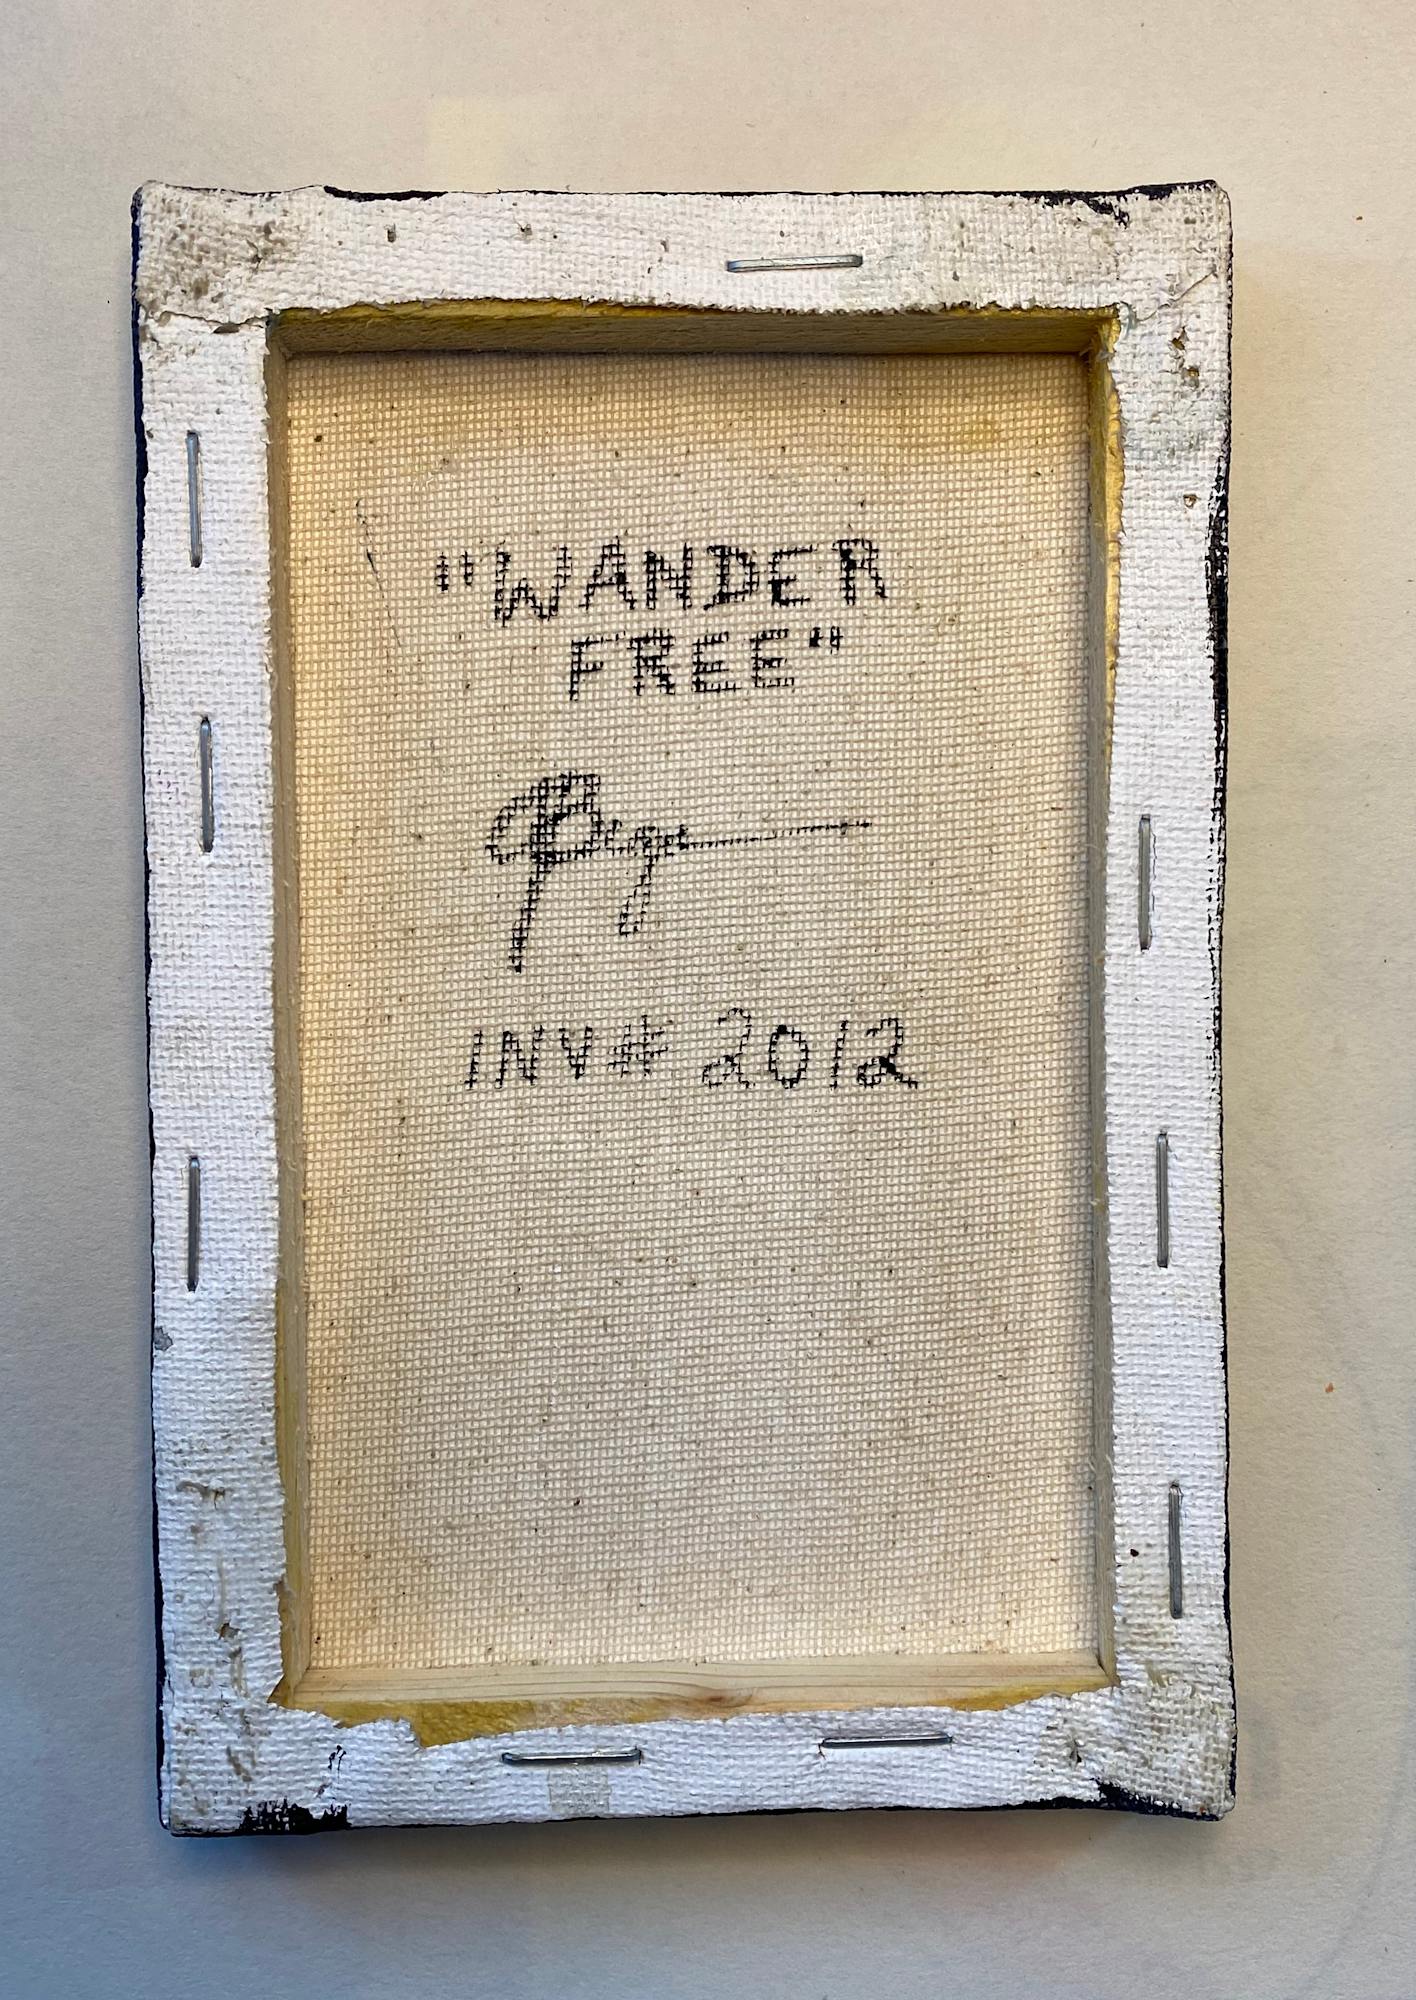 "WANDER
FREE"
INV# 2012